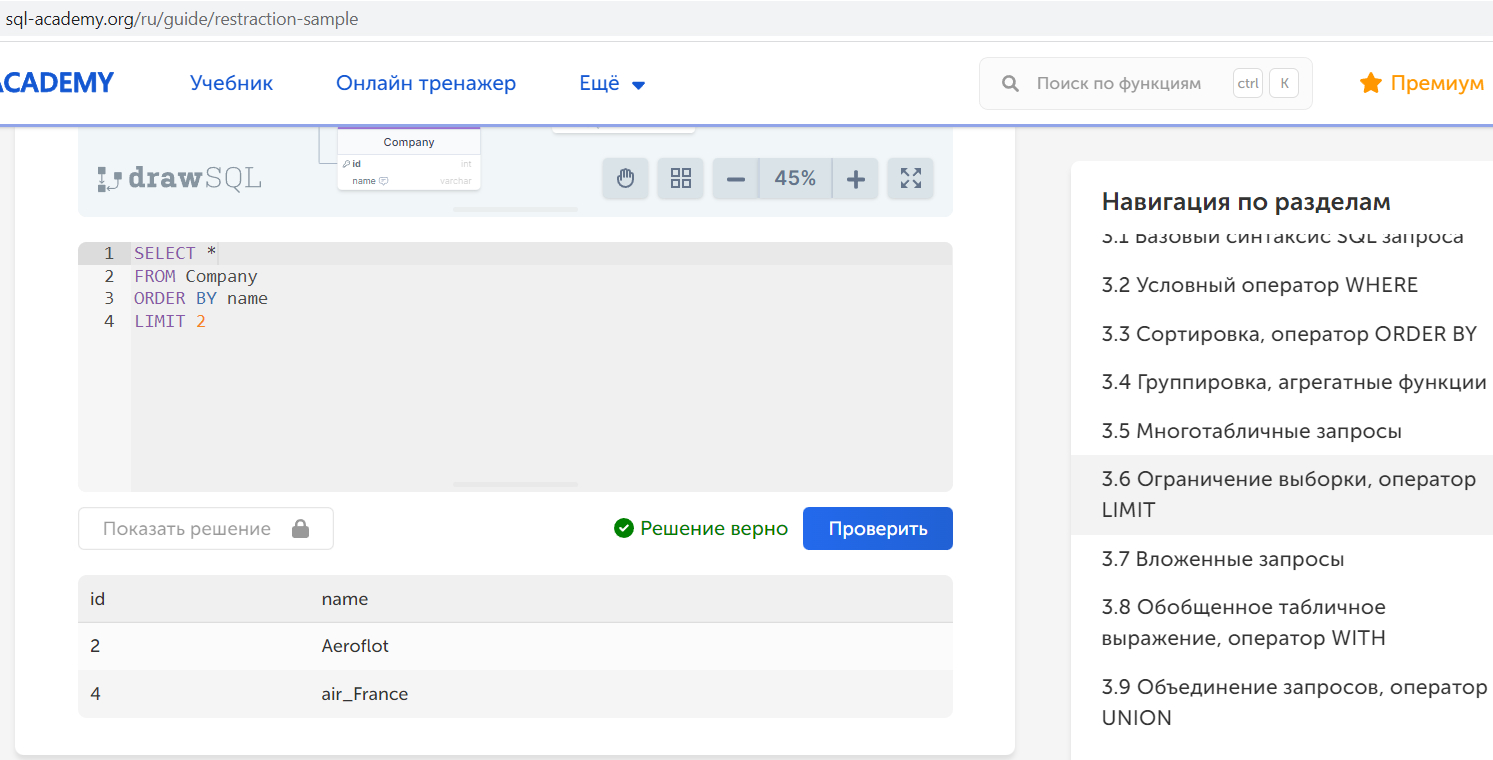 sql-academy.org/ru/guide/restraction-sample
ACADEMY
Учебник
Онлайн тренажер
Ещё
Поиск по функциям
ctrl
K
Премиум
Company
id int
name varchar
drawSQL
45%
1 SELECT *
2 FROM Company
3 ORDER BY name
4 LIMIT 2
Показать решение
Решение верно
Проверить
id name
2 Aeroflot
4 air_France
Навигация по разделам
3.1 Базовый синтаксис SQL запроса
3.2 Условный оператор WHERE
3.3 Сортировка, оператор ORDER BY
3.4 Группировка, агрегатные функции
3.5 Многотабличные запросы
3.6 Ограничение выборки, оператор
LIMIT
3.7 Вложенные запросы
3.8 Обобщенное табличное
выражение, оператор WITH
3.9 Объединение запросов, оператор
UNION